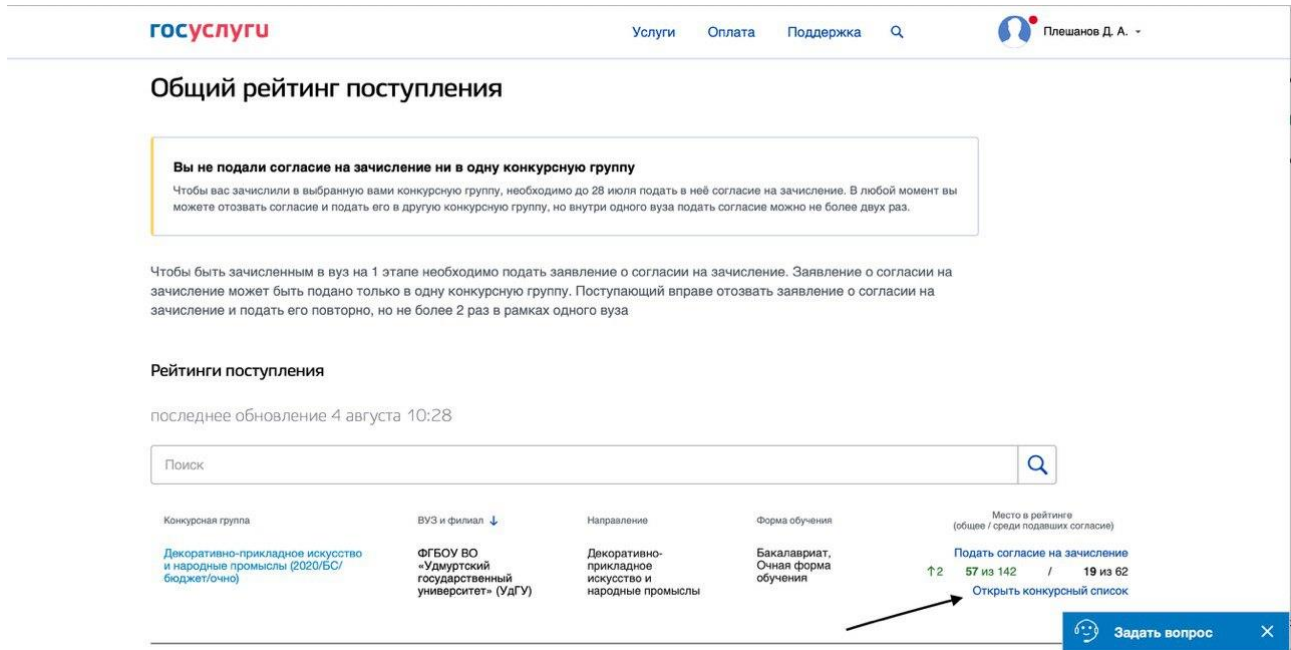 госуслуги
Услуги Оплата Поддержка Плешанов Д. А.
Общий рейтинг поступления
Вы не подали согласие на зачисление ни в одну конкурсную группу
Чтобы вас зачислили в выбранную вами конкурсную группу, необходимо до 28 июля подать в неё согласие на зачисление. В любой момент вы
можете отозвать согласие и подать его в другую конкурсную группу, но внутри одного вуза подать согласие можно не более двух раз.
Чтобы быть зачисленным в вуз на 1 этапе необходимо подать заявление о согласии на зачисление. Заявление о согласии на
зачисление может быть подано только в одну конкурсную группу. Поступающий вправе отозвать заявление о согласии на
зачисление и подать его повторно, но не более 2 раз в рамках одного вуза
Рейтинги поступления
последнее обновление 4 августа 10:28
Поиск
Конкурсная группа
Декоративно-прикладное искусство
и народные промыслы (2020/БС/
бюджет/очно)
ВУЗ и филиал ↓
ФГБОУ ВО
«Удмуртский
государственный
университет» (УдГУ)
Направление
Декоративно-
прикладное
искусство и
народные промыслы
Форма обучения
Бакалавриат,
Очная форма
обучения
Место в рейтинге
(общее / среди подавших согласие)
Подать согласие на зачисление
↑2 57 из 142 / 19 из 62
Открыть конкурсный список
Задать вопрос ×